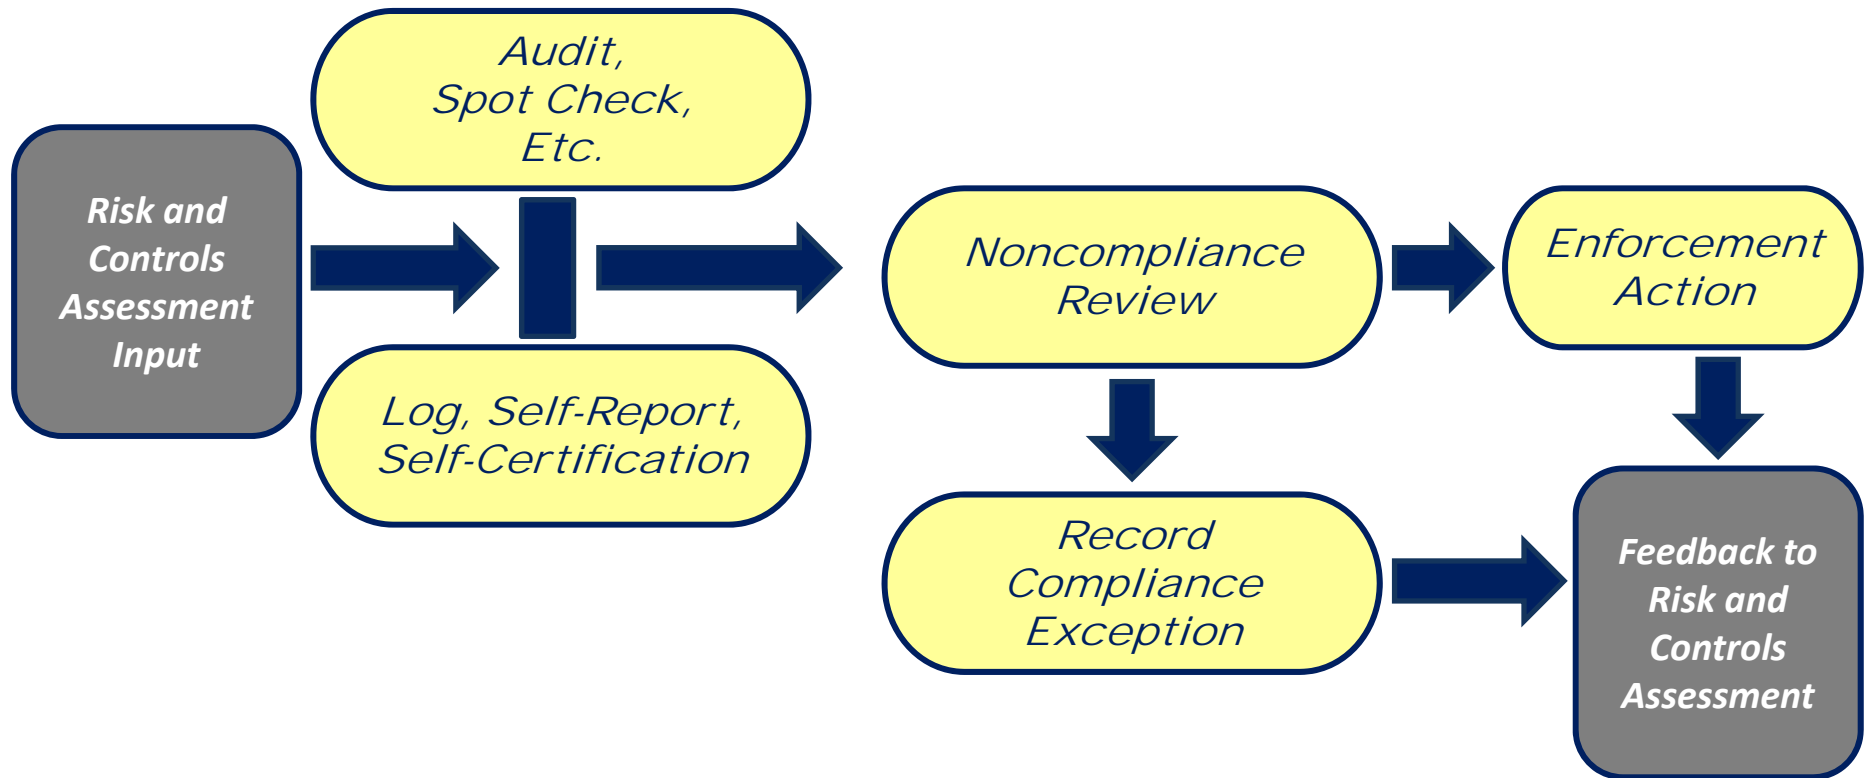 Risk and
Controls
Assessment
Input
Audit,
Spot Check,
Etc.
Log, Self-Report,
Self-Certification
Noncompliance
Review
Enforcement
Action
Record
Compliance
Exception
Feedback to
Risk and
Controls
Assessment